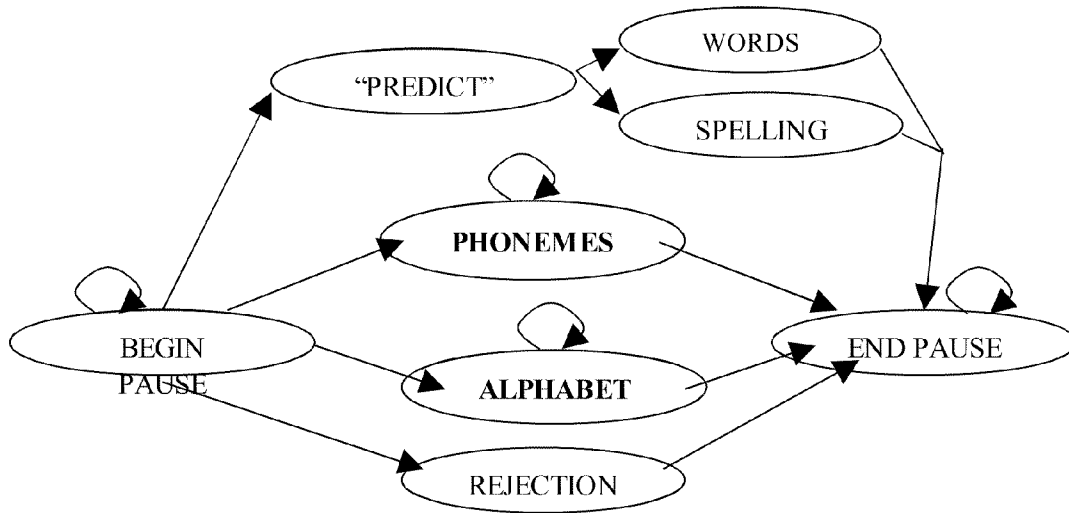 WORDS
“PREDICT”
SPELLING
PHONEMES
BEGIN
PAUSE
END PAUSE
ALPHABET
REJECTION